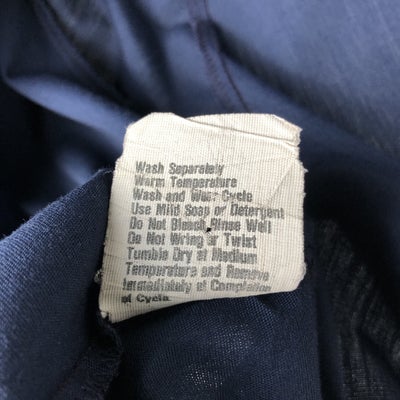 Wash Separately
Warm Temperature
Wash and Wear Cycle
Use Mild Soap or Detergent
Do Not Bleach, Rinse Well
Do Not Wring or Twist
Tumble Dry at Medium
Temperature and Remove
Immediately at Completion
of Cycle.